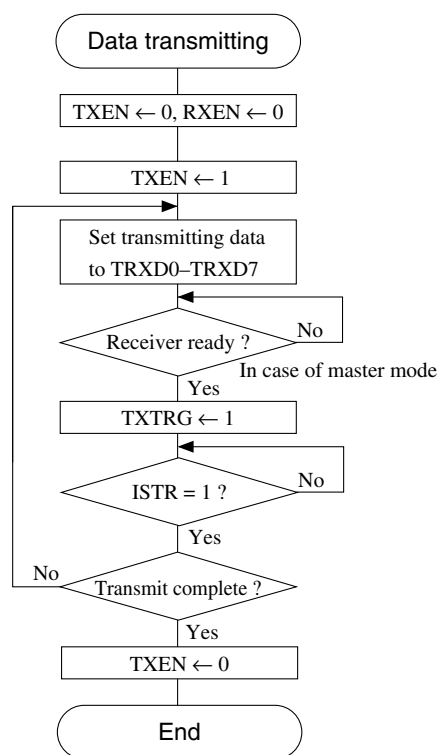 Data transmitting
TXEN ← 0, RXEN ← 0
TXEN ← 1
Set transmitting data
to TRXD0–TRXD7
Receiver ready ?
No
In case of master mode
Yes
TXTRG ← 1
ISTR = 1 ?
No
Yes
Transmit complete ?
No
Yes
TXEN ← 0
End